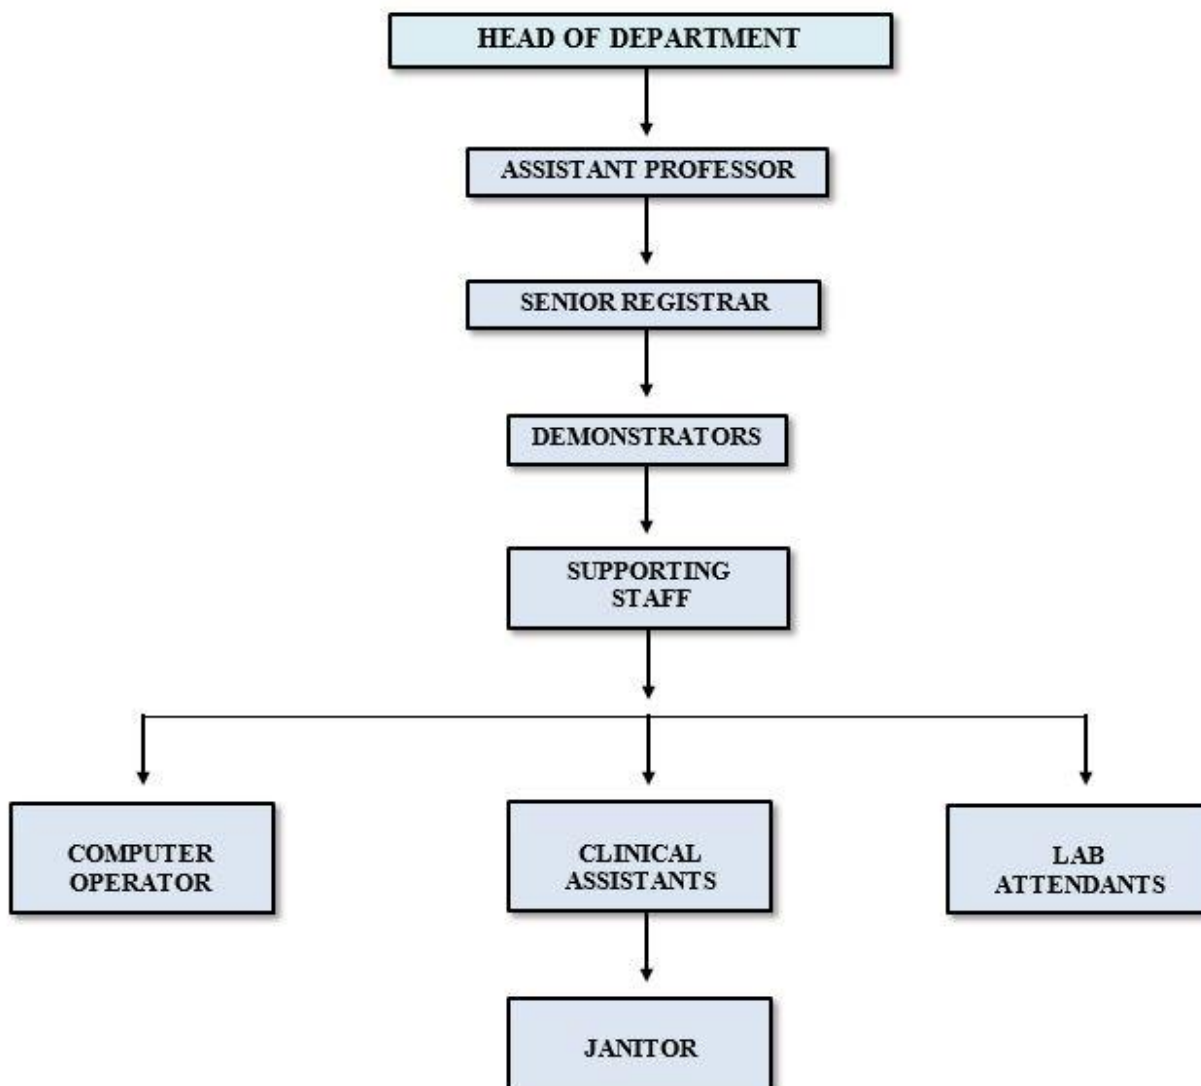 HEAD OF DEPARTMENT
ASSISTANT PROFESSOR
SENIOR REGISTRAR
DEMONSTRATORS
SUPPORTING
STAFF
COMPUTER
OPERATOR
CLINICAL
ASSISTANTS
LAB
ATTENDANTS
JANITOR